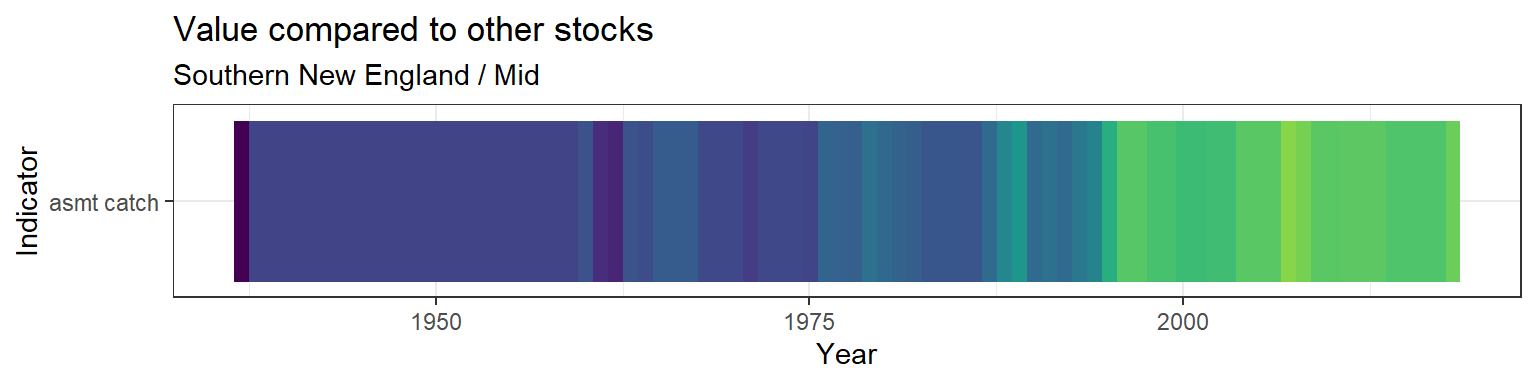 Value compared to other stocks
Southern New England / Mid
Indicator
asmt catch
1950 1975 2000
Year